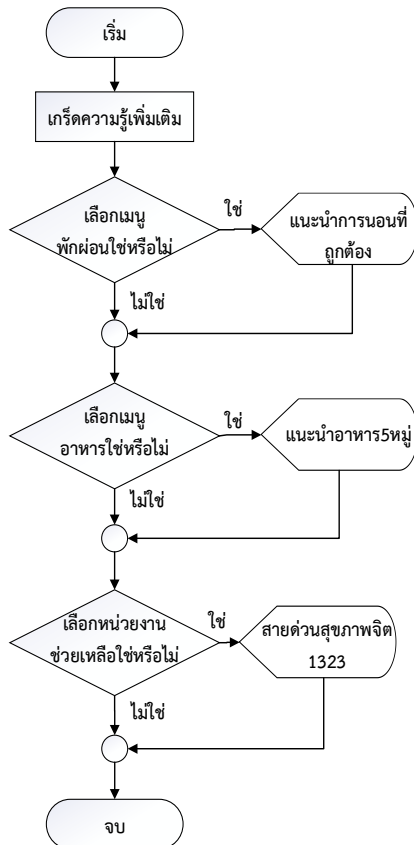 เริ่ม
เกร็ดความรู้เพิ่มเติม
เลือกเมนู
พักผ่อนใช่หรือไม่
ใช่
แนะนำการนอนที่
ถูกต้อง
ไม่ใช่
เลือกเมนู
อาหารใช่หรือไม่
ใช่
แนะนำอาหาร5หมู่
ไม่ใช่
เลือกหน่วยงาน
ช่วยเหลือใช่หรือไม่
ใช่
สายด่วนสุขภาพจิต
1323
ไม่ใช่
จบ